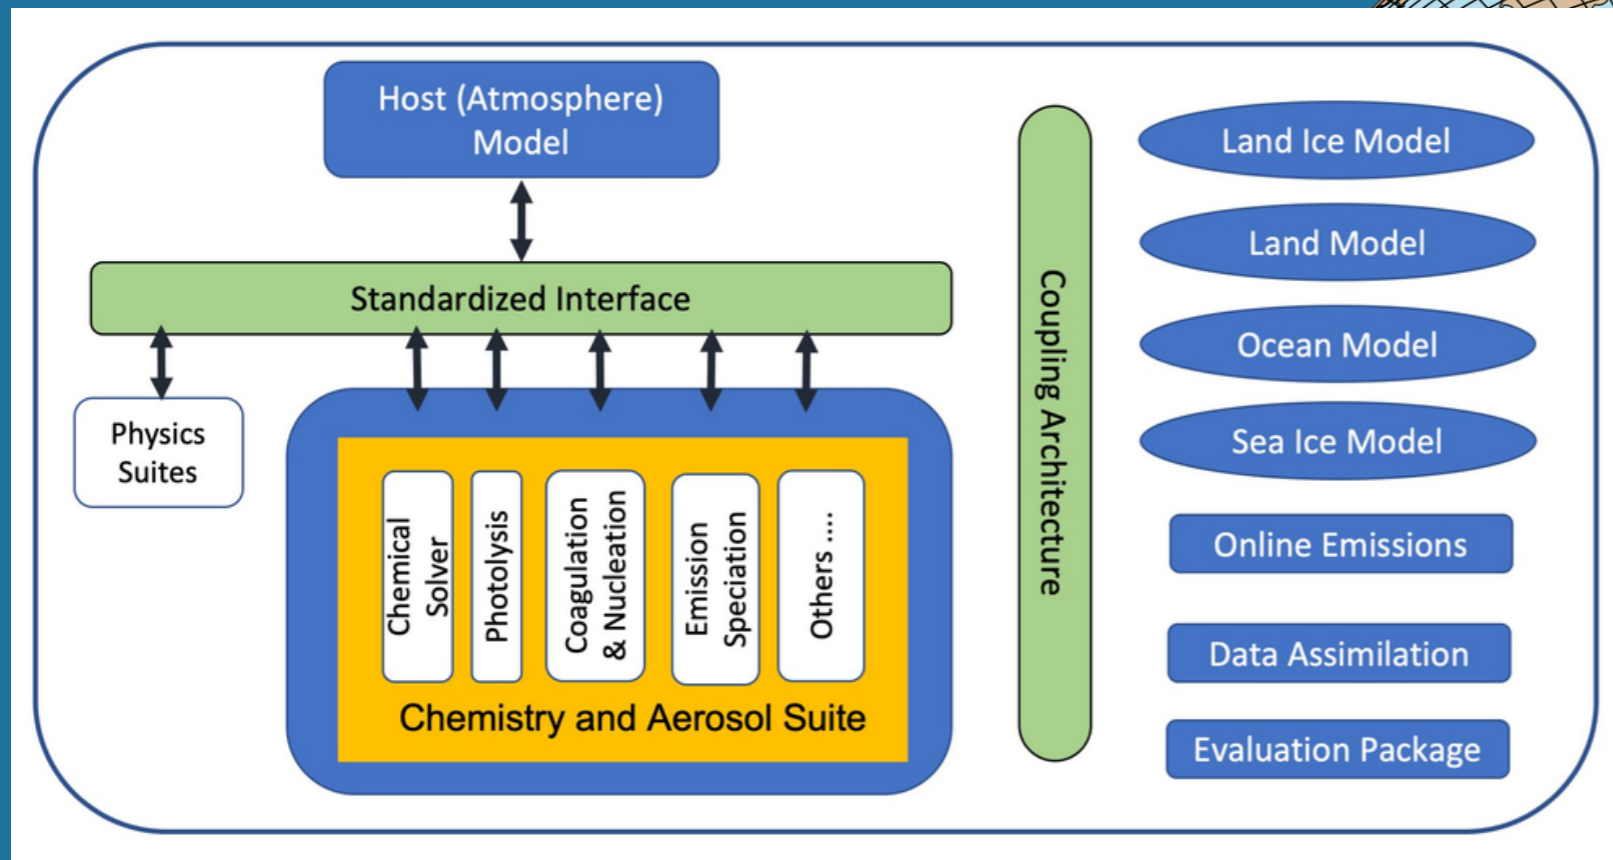 Host (Atmosphere)
Model
Standardized Interface
Physics
Suites
Chemical
Solver
Photolysis
Coagulation
& Nucleation
Emission
Speciation
Others ....
Chemistry and Aerosol Suite
Coupling Architecture
Land Ice Model
Land Model
Ocean Model
Sea Ice Model
Online Emissions
Data Assimilation
Evaluation Package